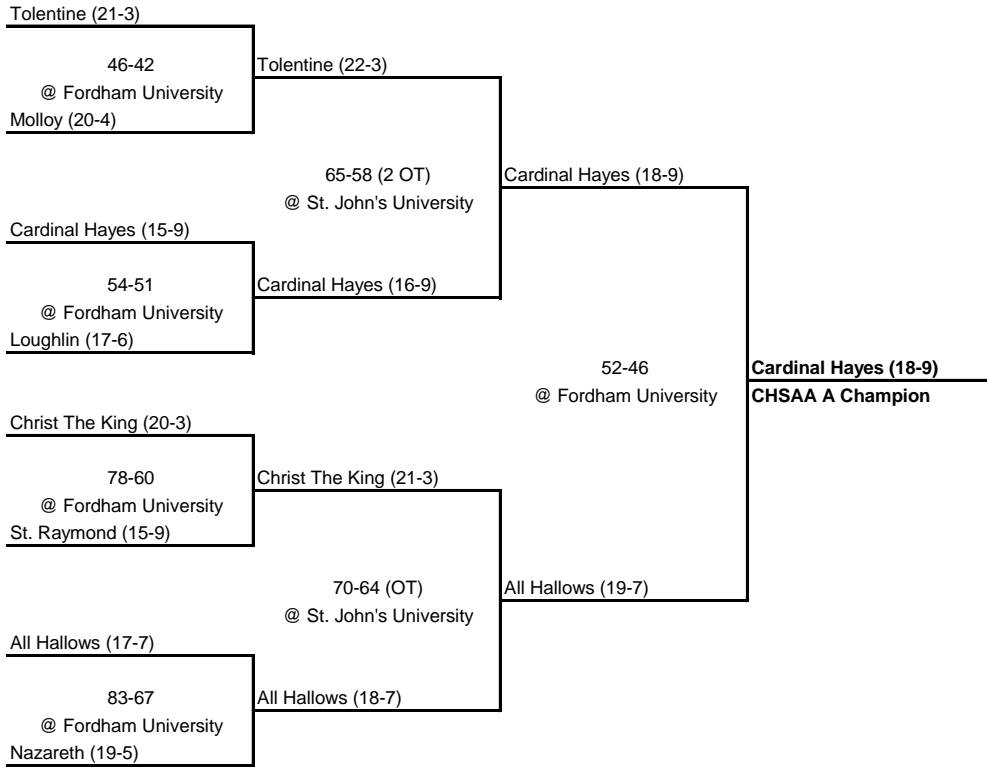 Tolentine (21-3)
46-42
@ Fordham University
Molloy (20-4)
Tolentine (22-3)
65-58 (2 OT)
@ St. John's University
Cardinal Hayes (18-9)
Cardinal Hayes (15-9)
54-51
@ Fordham University
Loughlin (17-6)
Cardinal Hayes (16-9)
52-46
@ Fordham University
Cardinal Hayes (18-9)
CHSAA A Champion
Christ The King (20-3)
78-60
@ Fordham University
St. Raymond (15-9)
Christ The King (21-3)
70-64 (OT)
@ St. John's University
All Hallows (19-7)
All Hallows (17-7)
83-67
@ Fordham University
Nazareth (19-5)
All Hallows (18-7)